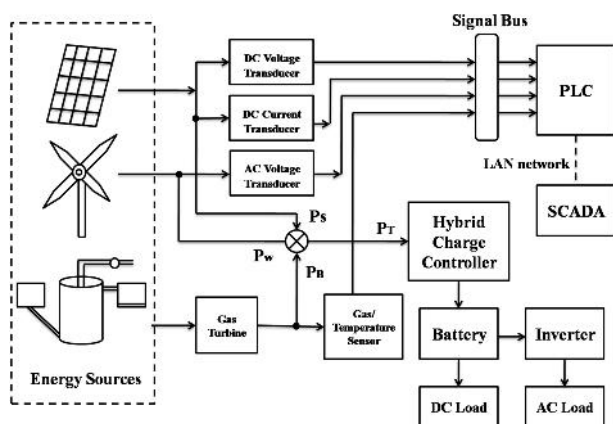 Signal Bus
DC Voltage
Transducer
DC Current
Transducer
PLC
AC Voltage
Transducer
LAN network
SCADA
Ps
Pw
PT
PB
Hybrid
Charge
Controller
Gas
Turbine
Gas/
Temperature
Sensor
Battery
Inverter
Energy Sources
DC Load
AC Load